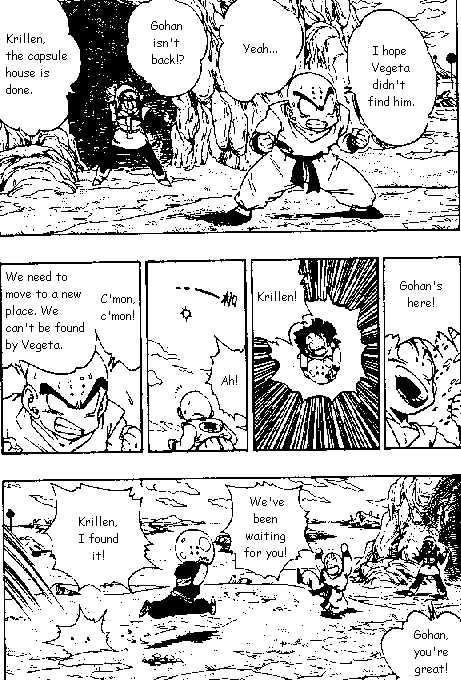 Krillen,
the capsule
house is
done.
Gohan
isn't
back!?
Yeah...
I hope
Vegeta
didn't
find him.
We need to
move to a new
place. We
can't be found
by Vegeta.
C'mon,
c'mon!
Ah!
Krillen!
Gohan's
here!
Krillen,
I found
it!
We've
been
waiting
for you!
Gohan,
you're
great!